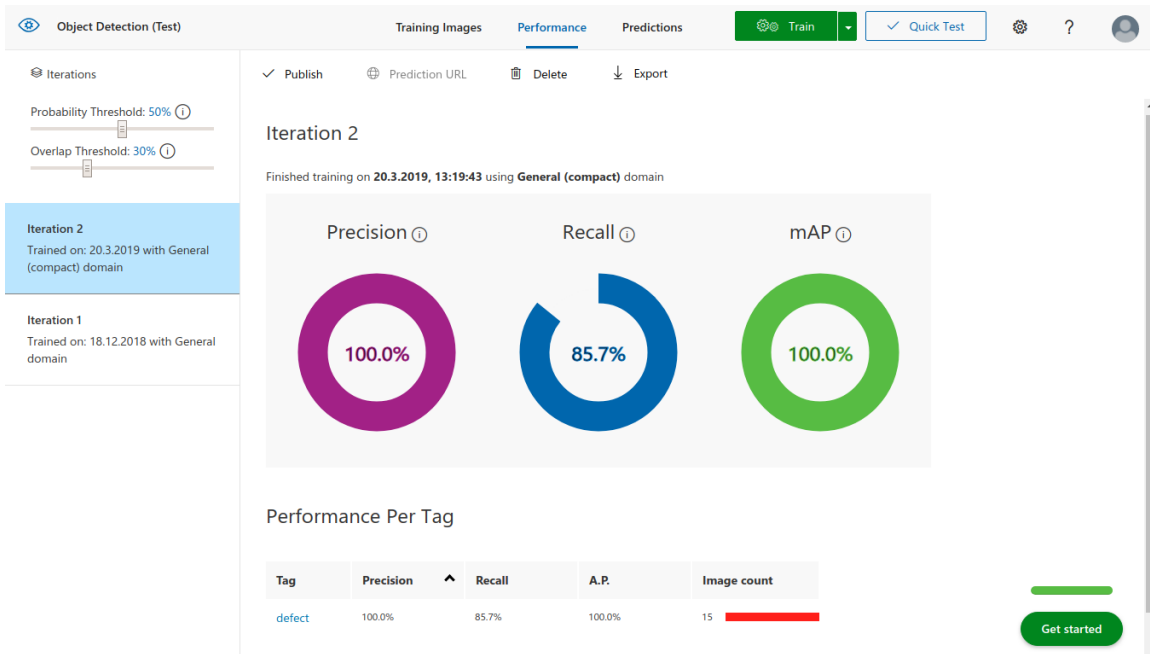 Object Detection (Test)
Training Images
Performance
Predictions
Train
Quick Test
?
Iterations
Probability Threshold: 50%
Overlap Threshold: 30%
Iteration 2
Trained on: 20.3.2019 with General
(compact) domain
Iteration 1
Trained on: 18.12.2018 with General
domain
Publish
Prediction URL
Delete
Export
Iteration 2
Finished training on 20.3.2019, 13:19:43 using General (compact) domain
Precision
Recall
mAP
100.0%
85.7%
100.0%
Performance Per Tag
Tag Precision Recall A.P. Image count
defect 100.0% 85.7% 100.0% 15
Get started